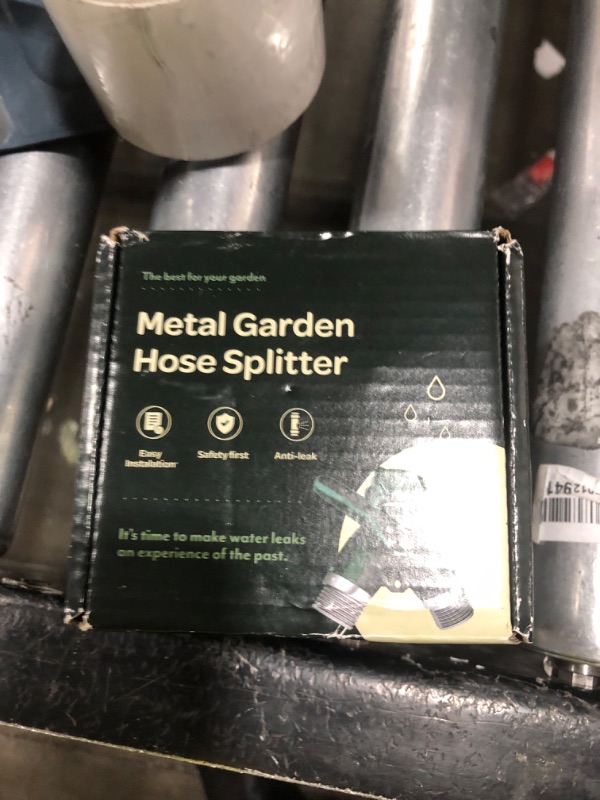 The best for your garden
Metal Garden
Hose Splitter
Easy
Installation
Safety first
Anti-leak
It's time to make water leaks
an experience of the past.